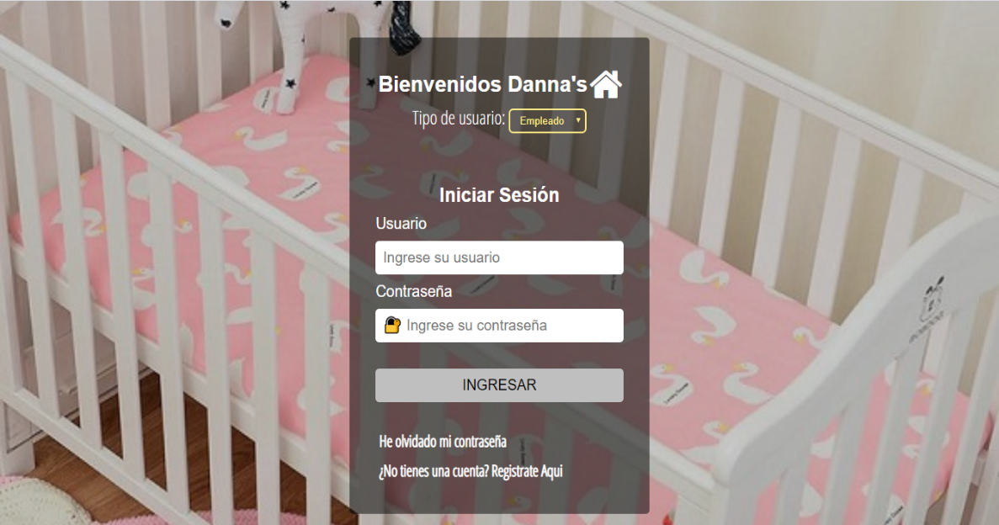 Bienvenidos Danna's
Tipo de usuario: Empleado
Iniciar Sesión
Usuario
Ingrese su usuario
Contraseña
Ingrese su contraseña
INGRESAR
He olvidado mi contraseña
¿No tienes una cuenta? Registrate Aqui